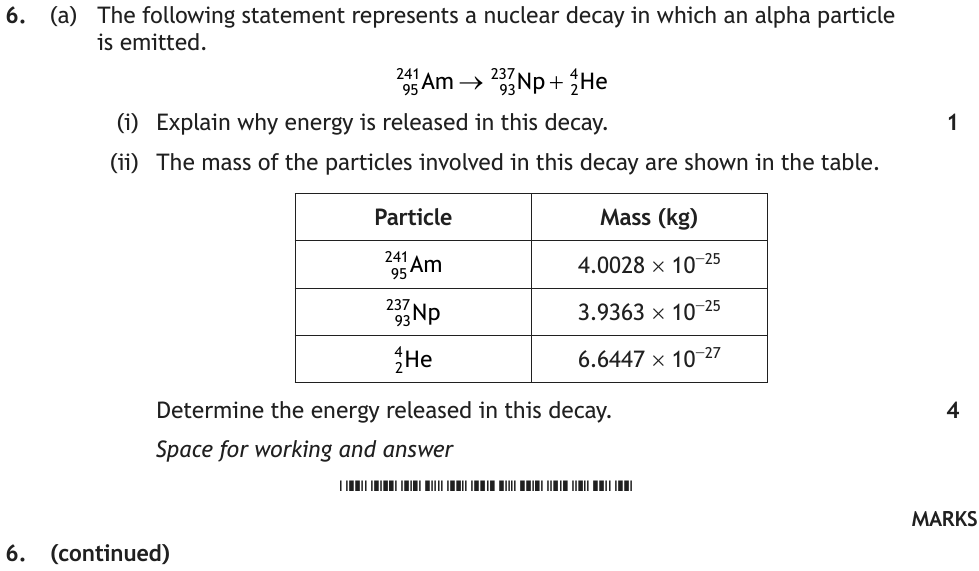 6. (a) The following statement represents a nuclear decay in which an alpha particle
is emitted.
²⁴¹₉₅Am → ²³⁷₉₃Np + ⁴₂He
(i) Explain why energy is released in this decay. 1
(ii) The mass of the particles involved in this decay are shown in the table.
Particle Mass (kg)
²⁴¹₉₅Am 4.0028 × 10⁻²⁵
²³⁷₉₃Np 3.9363 × 10⁻²⁵
⁴₂He 6.6447 × 10⁻²⁷
Determine the energy released in this decay. 4
Space for working and answer
MARKS
6. (continued)